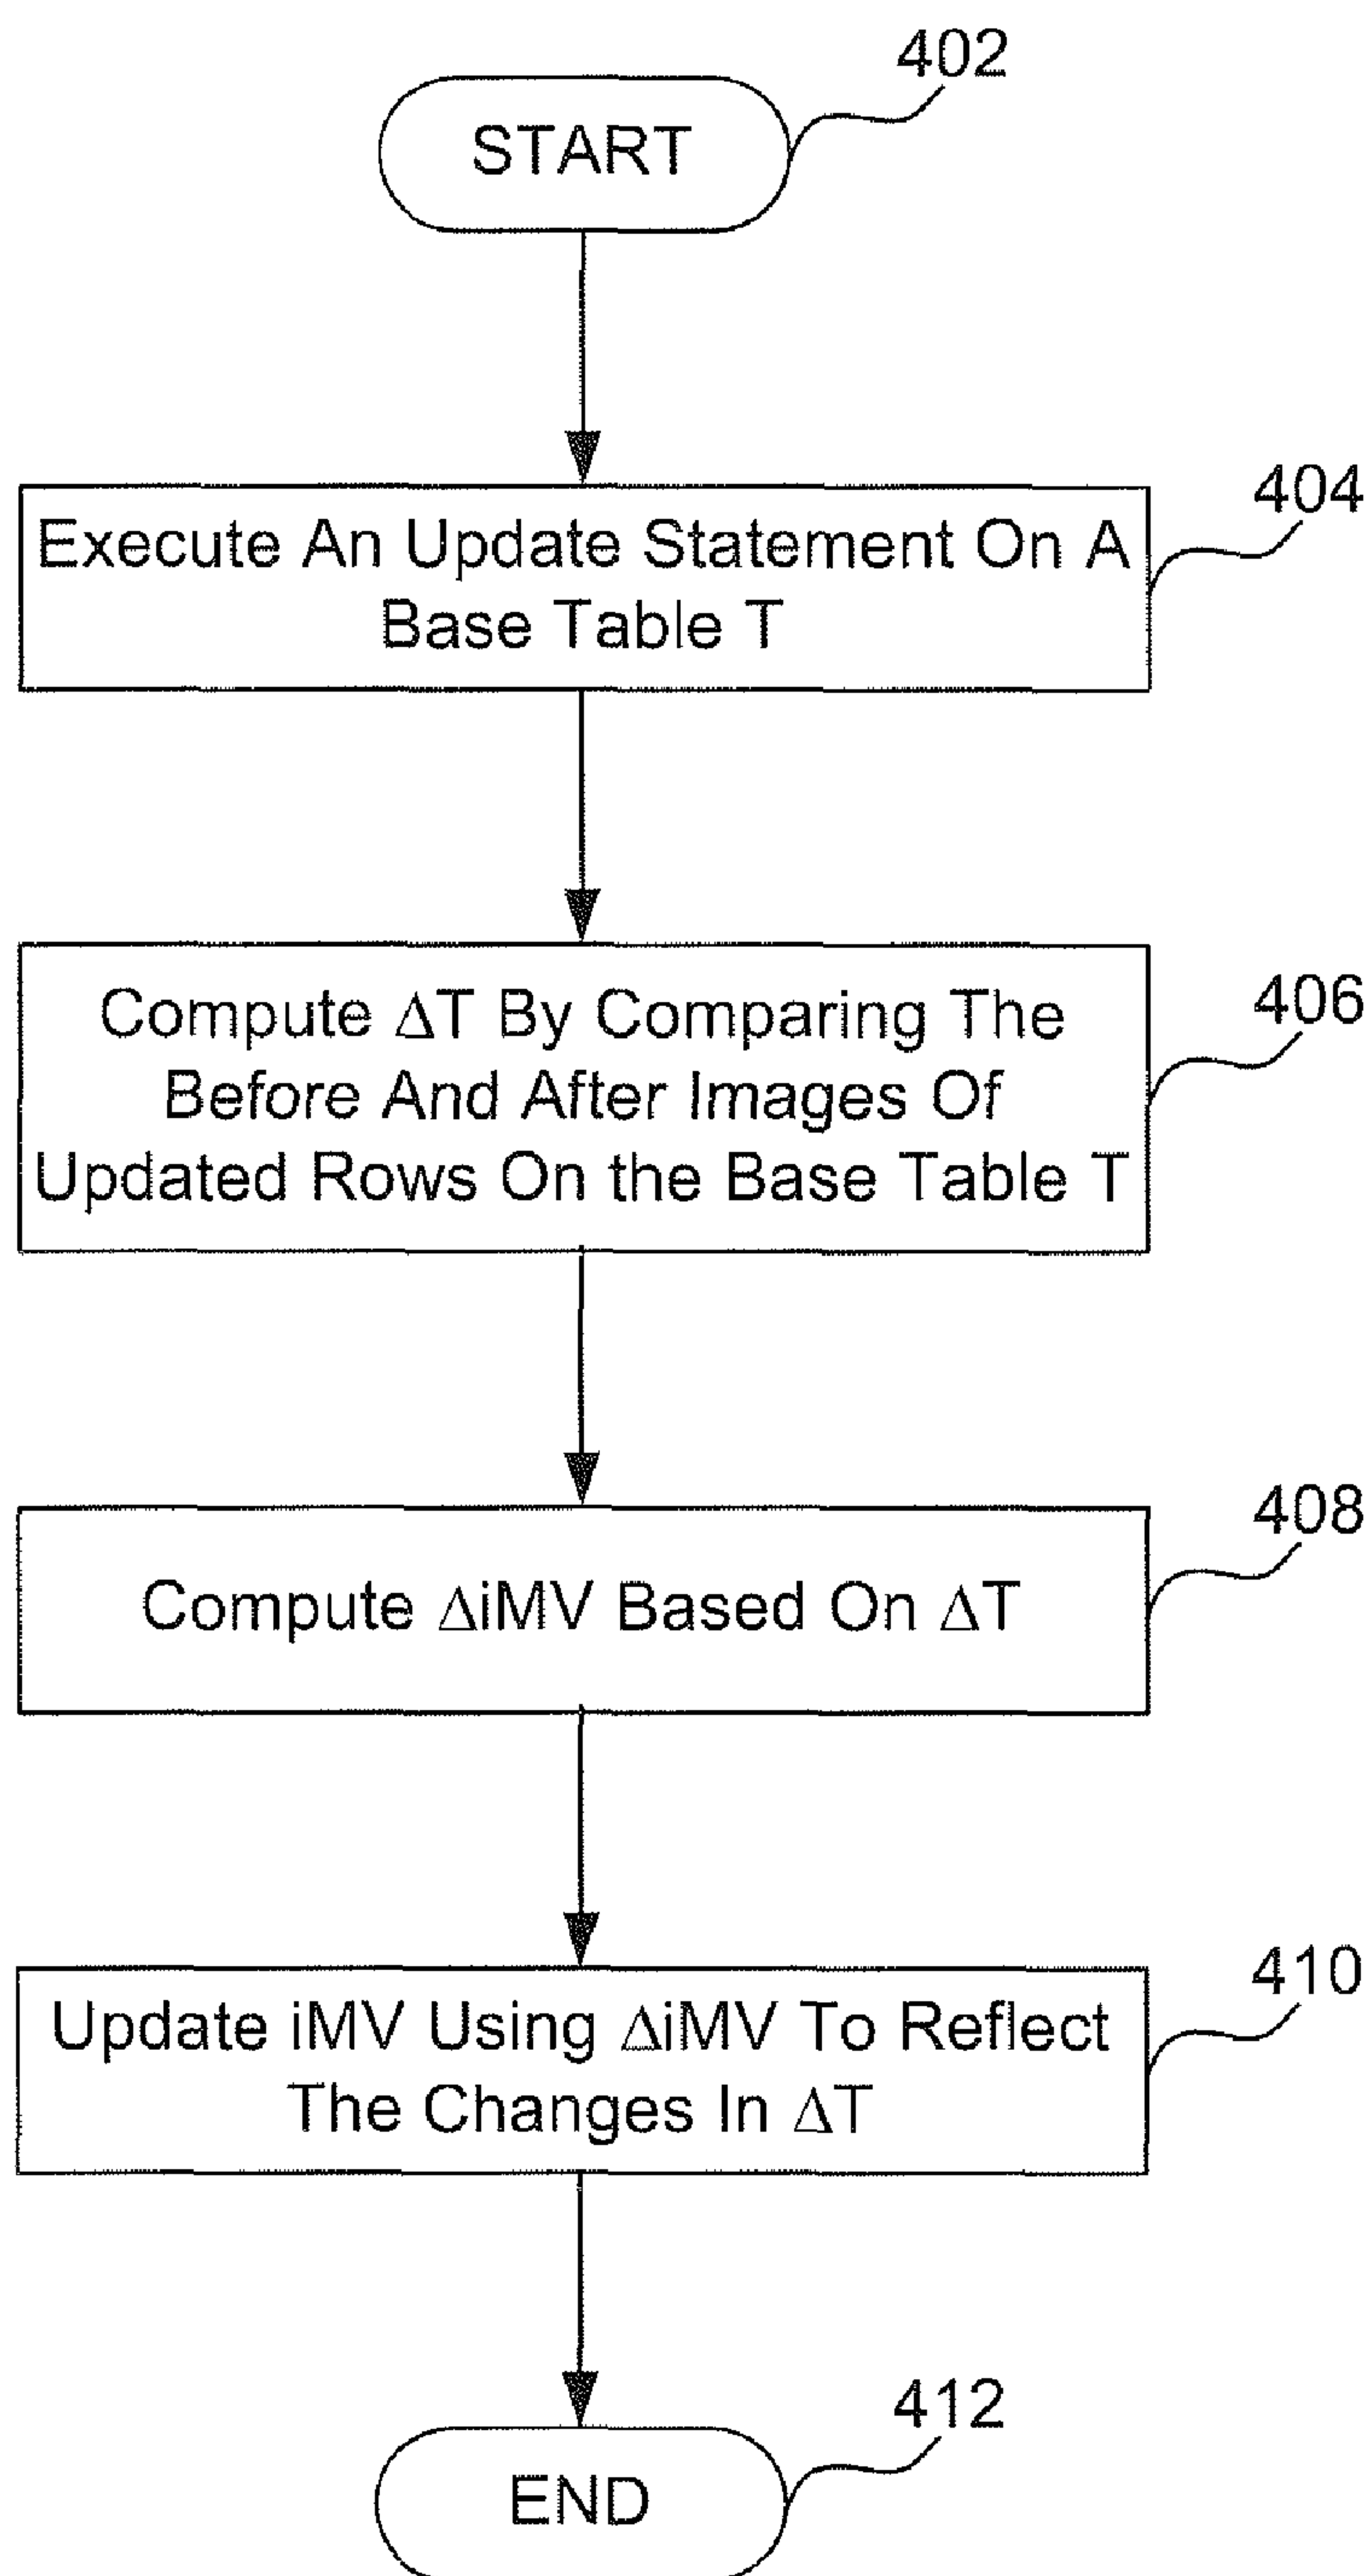 402
START
404
Execute An Update Statement On A
Base Table T
406
Compute ΔT By Comparing The
Before And After Images Of
Updated Rows On the Base Table T
408
Compute ΔiMV Based On ΔT
410
Update iMV Using ΔiMV To Reflect
The Changes In ΔT
412
END